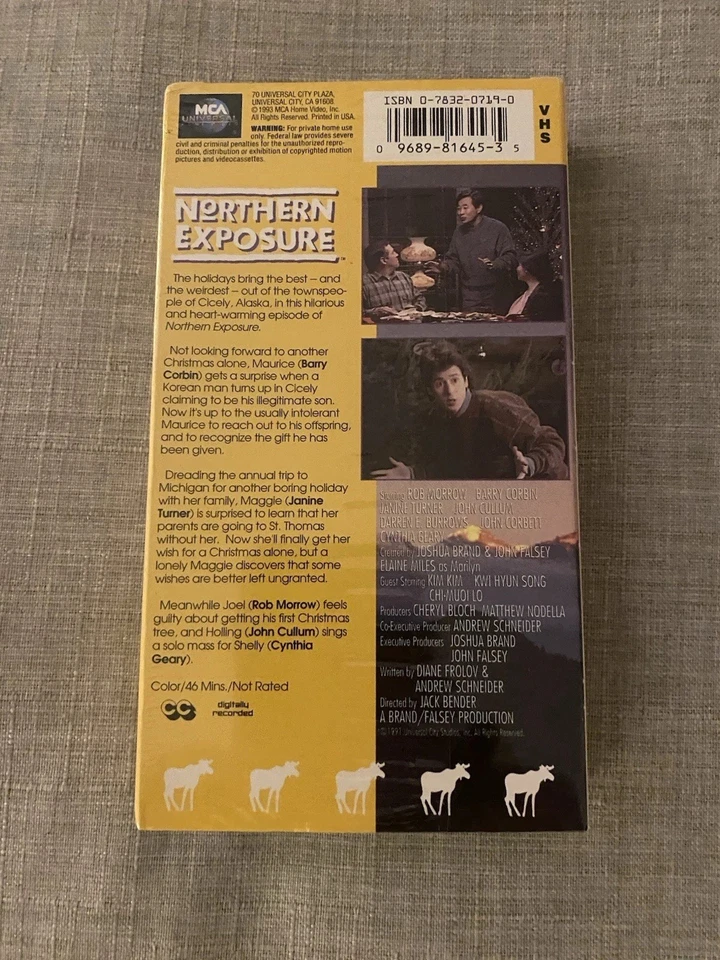 MCA
UNIVERSAL
70 UNIVERSAL CITY PLAZA,
UNIVERSAL CITY, CA 91608
©1993 MCA Home Video, Inc.
All Rights Reserved. Printed in USA.
WARNING: For private home use
only. Federal law provides severe
civil and criminal penalties for the unauthorized repro-
duction, distribution or exhibition of copyrighted motion
pictures and videocassettes.
ISBN 0-7832-0719-0
0 9689-81645-3 5
VHS
NORTHERN
EXPOSURE
The holidays bring the best – and
the weirdest – out of the townspeo-
ple of Cicely, Alaska, in this hilarious
and heart-warming episode of
Northern Exposure.
Not looking forward to another
Christmas alone, Maurice (Barry
Corbin) gets a surprise when a
Korean man turns up in Cicely
claiming to be his illegitimate son.
Now it's up to the usually intolerant
Maurice to reach out to his offspring,
and to recognize the gift he has
been given.
Dreading the annual trip to
Michigan for another boring holiday
with her family, Maggie (Janine
Turner) is surprised to learn that her
parents are going to St. Thomas
without her. Now she'll finally get her
wish for a Christmas alone, but a
lonely Maggie discovers that some
wishes are better left ungranted.
Meanwhile Joel (Rob Morrow) feels
guilty about getting his first Christmas
tree, and Holling (John Cullum) sings
a solo mass for Shelly (Cynthia
Geary).
Color/46 Mins./Not Rated
CC digitally
recorded
Starring ROB MORROW BARRY CORBIN
JANINE TURNER JOHN CULLUM
DARREN E. BURROWS JOHN CORBETT
CYNTHIA GEARY
Created by JOSHUA BRAND & JOHN FALSEY
ELAINE MILES as Marilyn
Guest Starring KIM KIM KWI HYUN SONG
CHI-MUOI LO
Producers CHERYL BLOCH MATTHEW NODELLA
Co-Executive Producer ANDREW SCHNEIDER
Executive Producers JOSHUA BRAND
JOHN FALSEY
Written by DIANE FROLOV &
ANDREW SCHNEIDER
Directed by JACK BENDER
A BRAND/FALSEY PRODUCTION
©1991 Universal City Studios, Inc. All Rights Reserved.